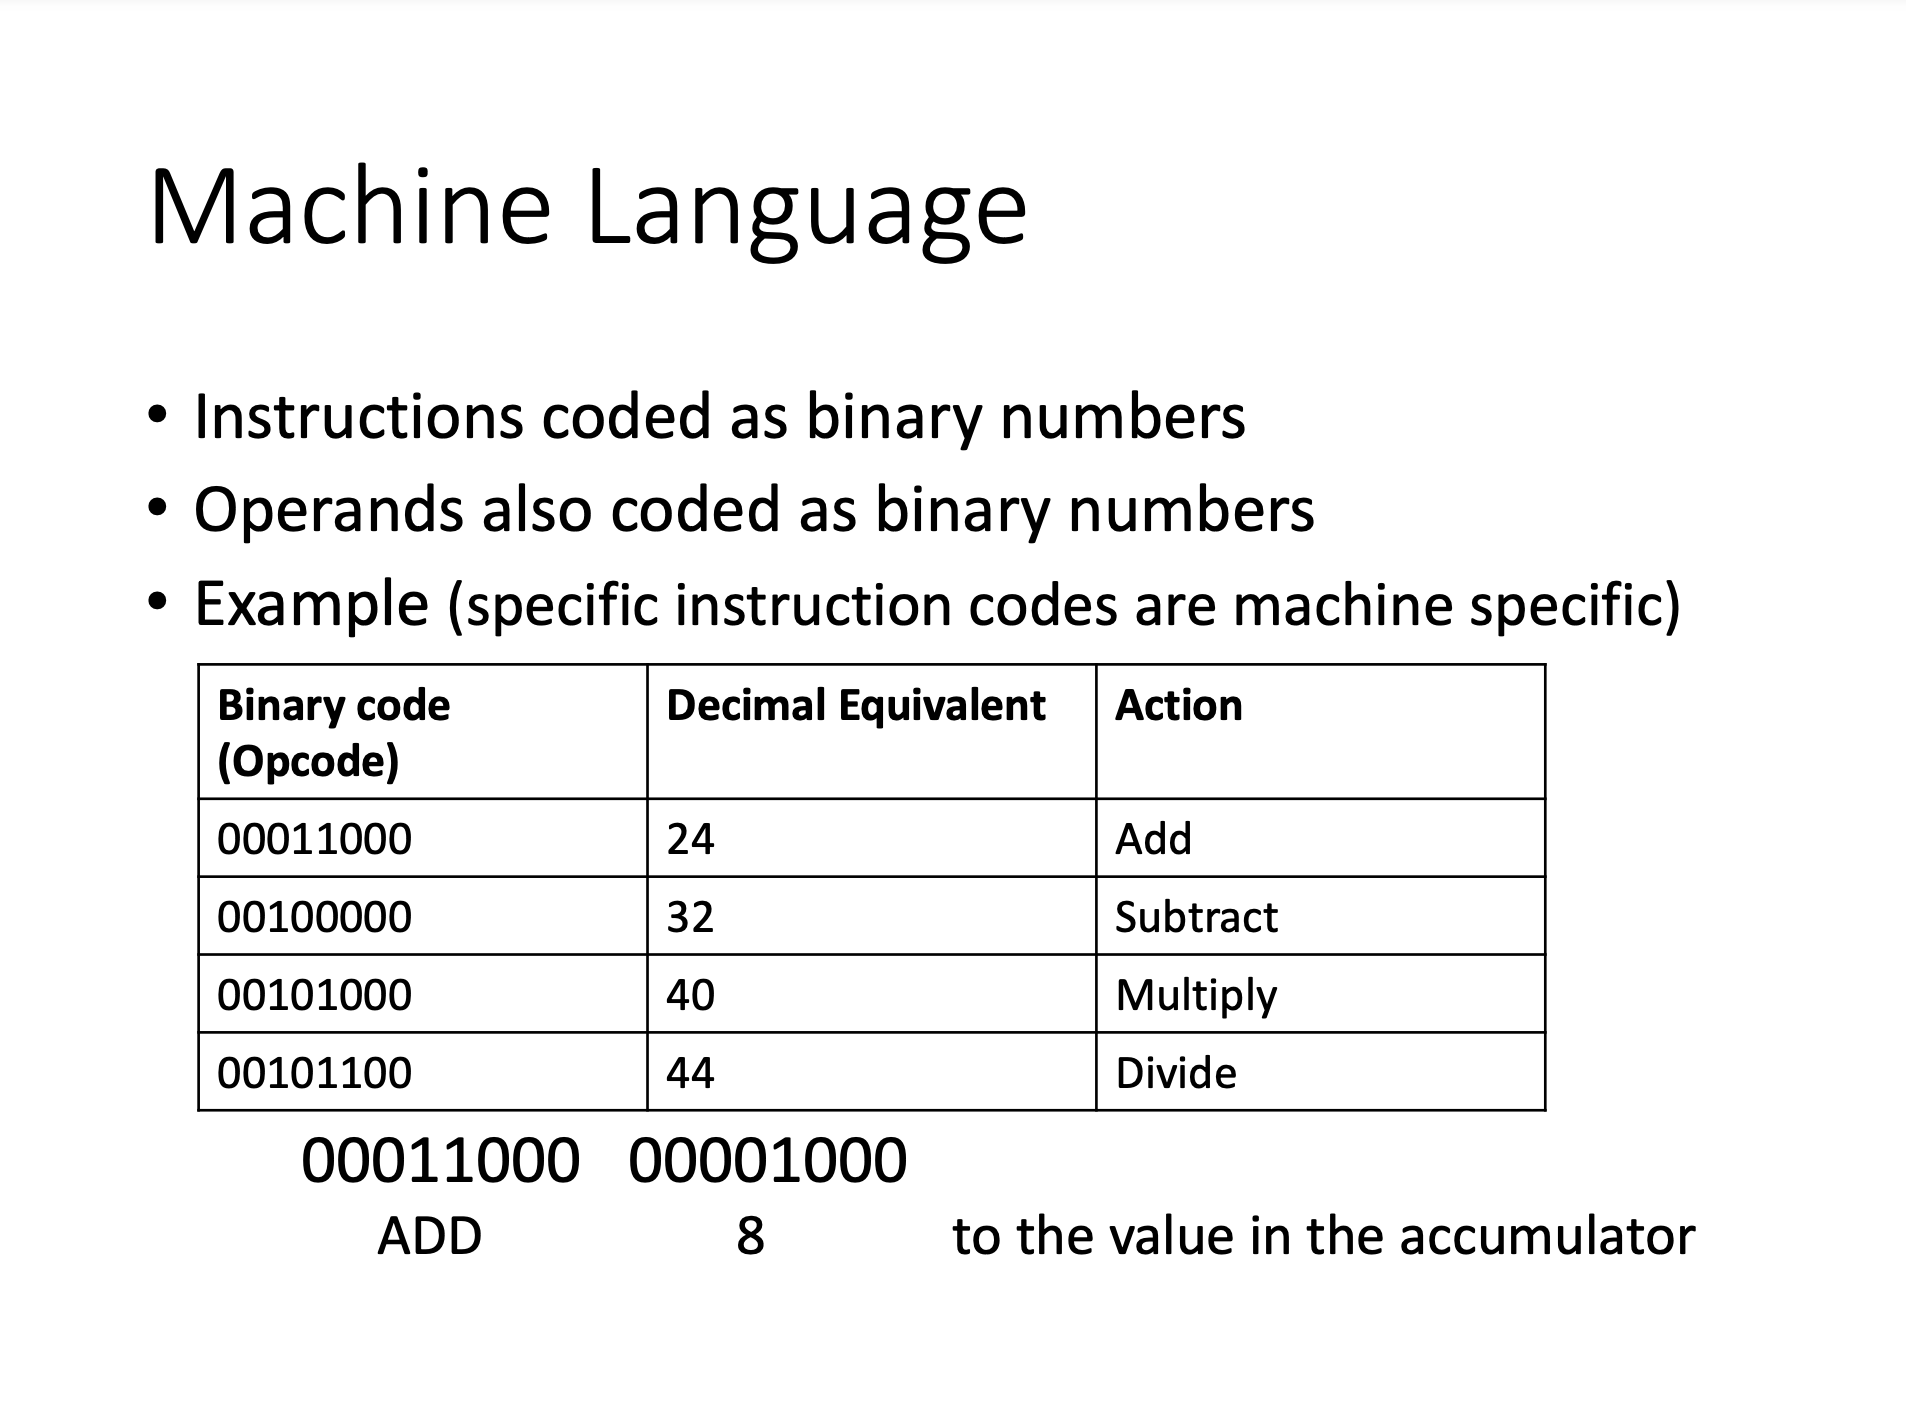 Machine Language
• Instructions coded as binary numbers
• Operands also coded as binary numbers
• Example (specific instruction codes are machine specific)
Binary code
(Opcode)
Decimal Equivalent
Action
00011000 24 Add
00100000 32 Subtract
00101000 40 Multiply
00101100 44 Divide
00011000 00001000
ADD 8 to the value in the accumulator